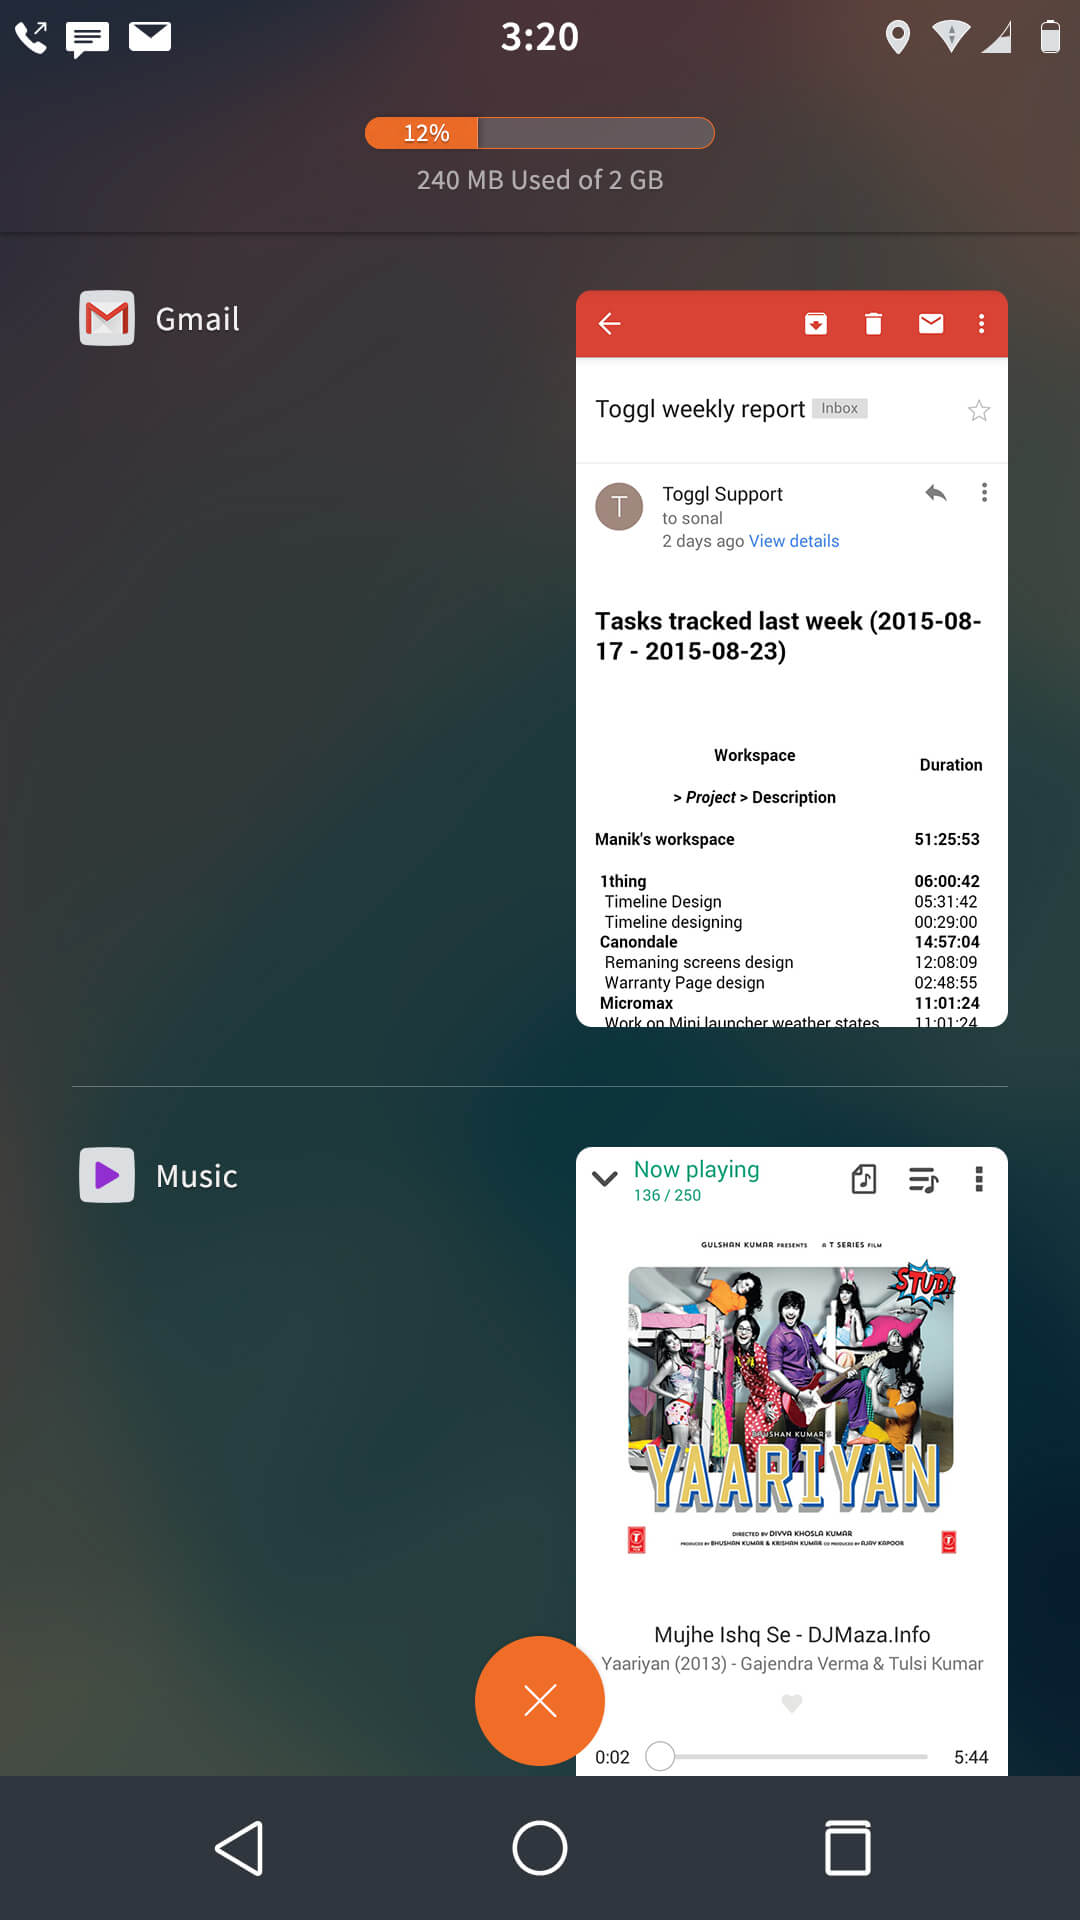 3:20
12%
240 MB Used of 2 GB
Gmail
Toggl weekly report Inbox
T
Toggl Support
to sonal
2 days ago View details
Tasks tracked last week (2015-08-
17 - 2015-08-23)
Workspace
Duration
> Project > Description
Manik's workspace 51:25:53
1thing 06:00:42
Timeline Design 05:31:42
Timeline designing 00:29:00
Canondale 14:57:04
Remaning screens design 12:08:09
Warranty Page design 02:48:55
Micromax 11:01:24
Work on Mini launcher weather states 11:01:24
Music
Now playing
136 / 250
GULSHAN KUMAR PRESENTS A T SERIES FILM
STUD!
BHUSHAN KUMAR'S
YAARIYAN
DIRECTED BY DIVYA KHOSLA KUMAR
PRODUCED BY BHUSHAN KUMAR & KRISHAN KUMAR CO PRODUCED BY AJAY KAPOOR
Mujhe Ishq Se - DJMaza.Info
Yaariyan (2013) - Gajendra Verma & Tulsi Kumar
0:02 5:44